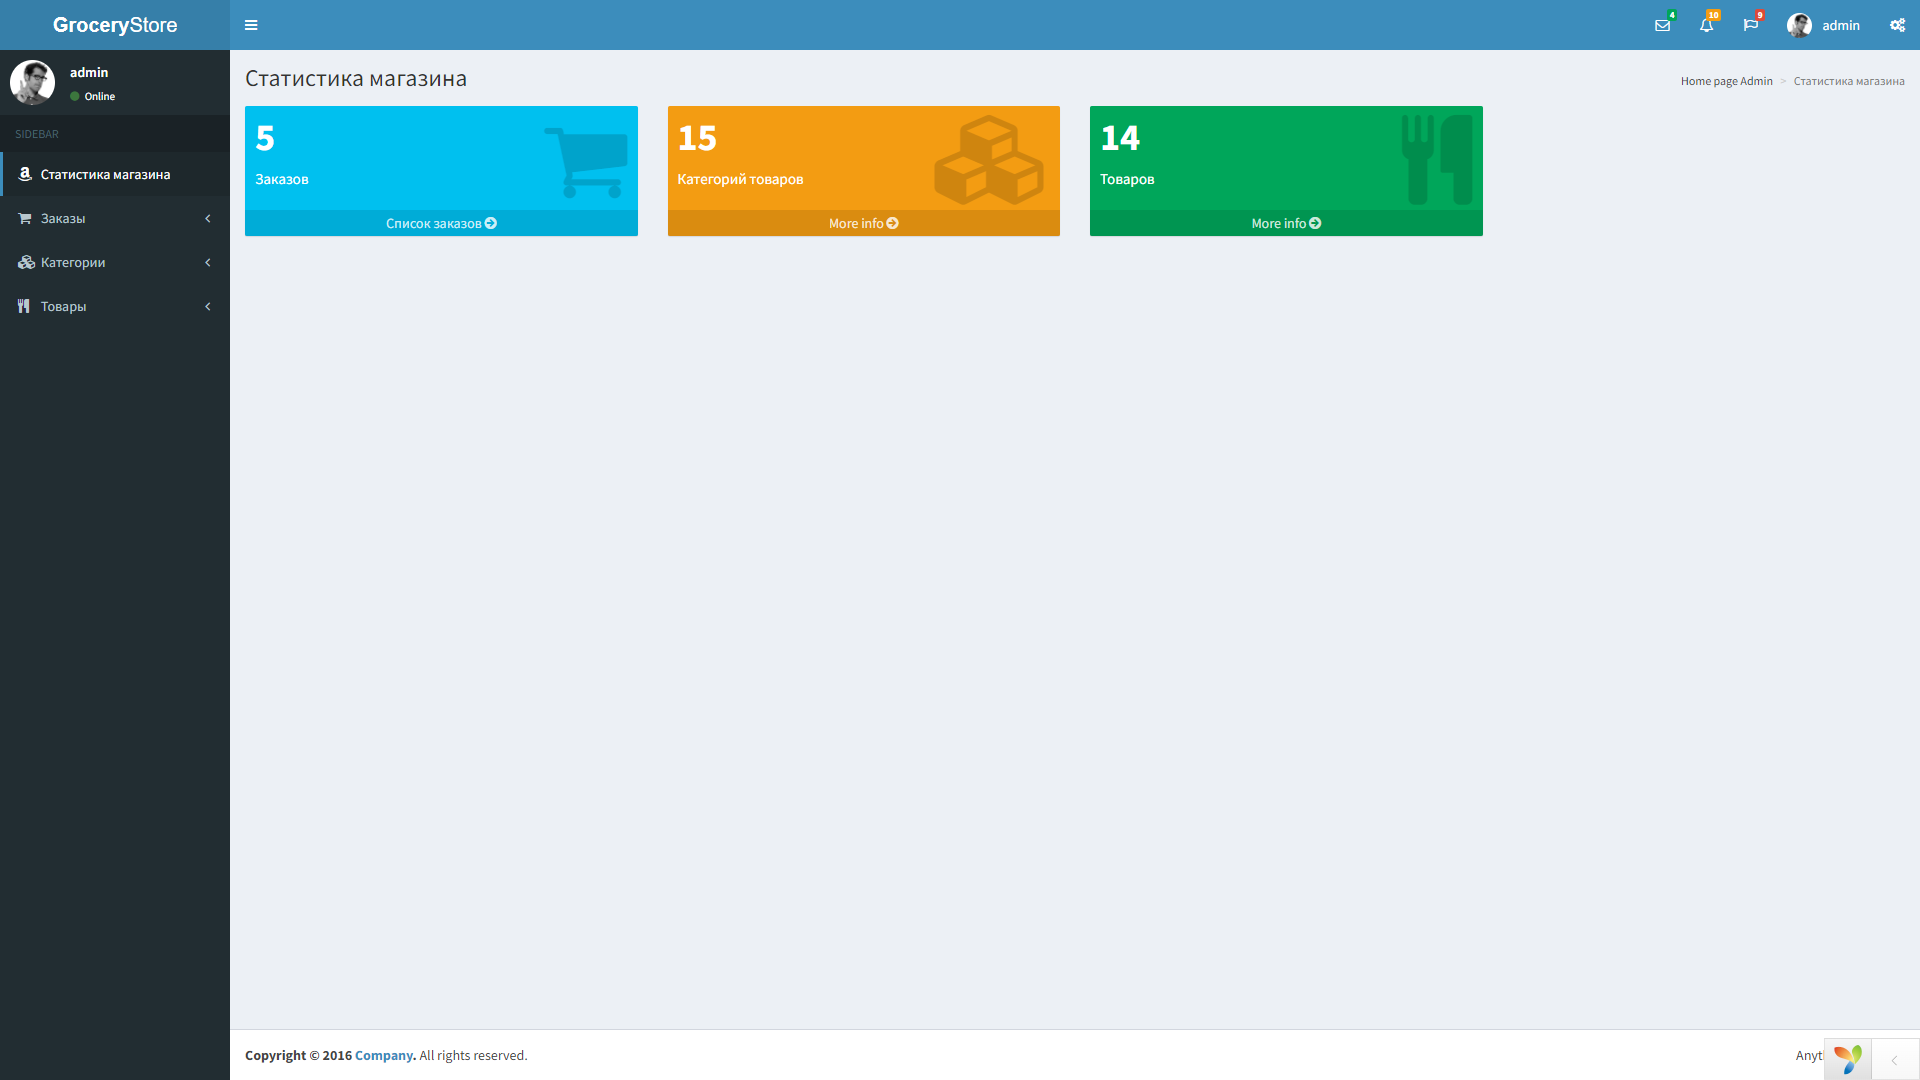 GroceryStore
4
10
9
admin
admin
Online
SIDEBAR
Статистика магазина
Заказы
Категории
Товары
Статистика магазина
Home page Admin > Статистика магазина
5
Заказов
Список заказов
15
Категорий товаров
More info
14
Товаров
More info
Copyright © 2016 Company. All rights reserved.